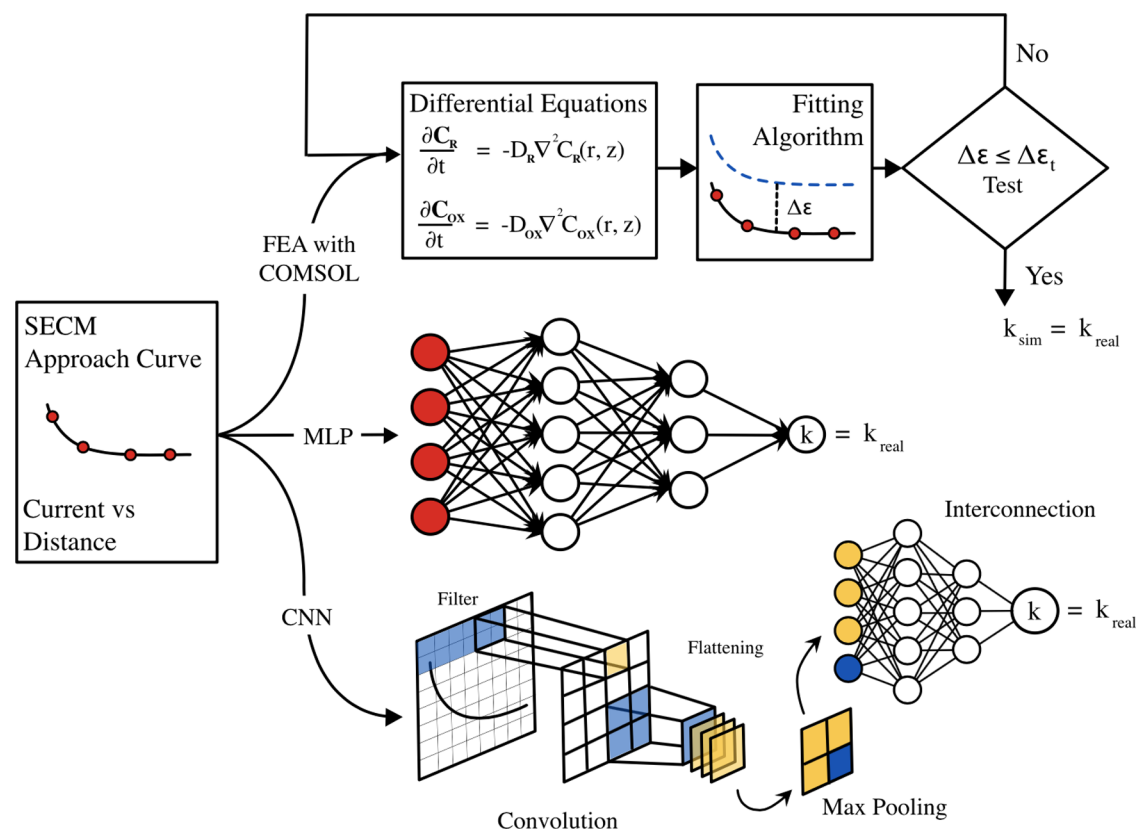 No
Differential Equations
∂C_R/∂t = -D_R∇²C_R(r, z)
∂C_OX/∂t = -D_OX∇²C_OX(r, z)
Fitting
Algorithm
Δε
Δε ≤ Δε_t
Test
Yes
k_sim = k_real
FEA with
COMSOL
SECM
Approach Curve
Current vs
Distance
MLP
k = k_real
CNN
Filter
Convolution
Flattening
Max Pooling
Interconnection
k = k_real